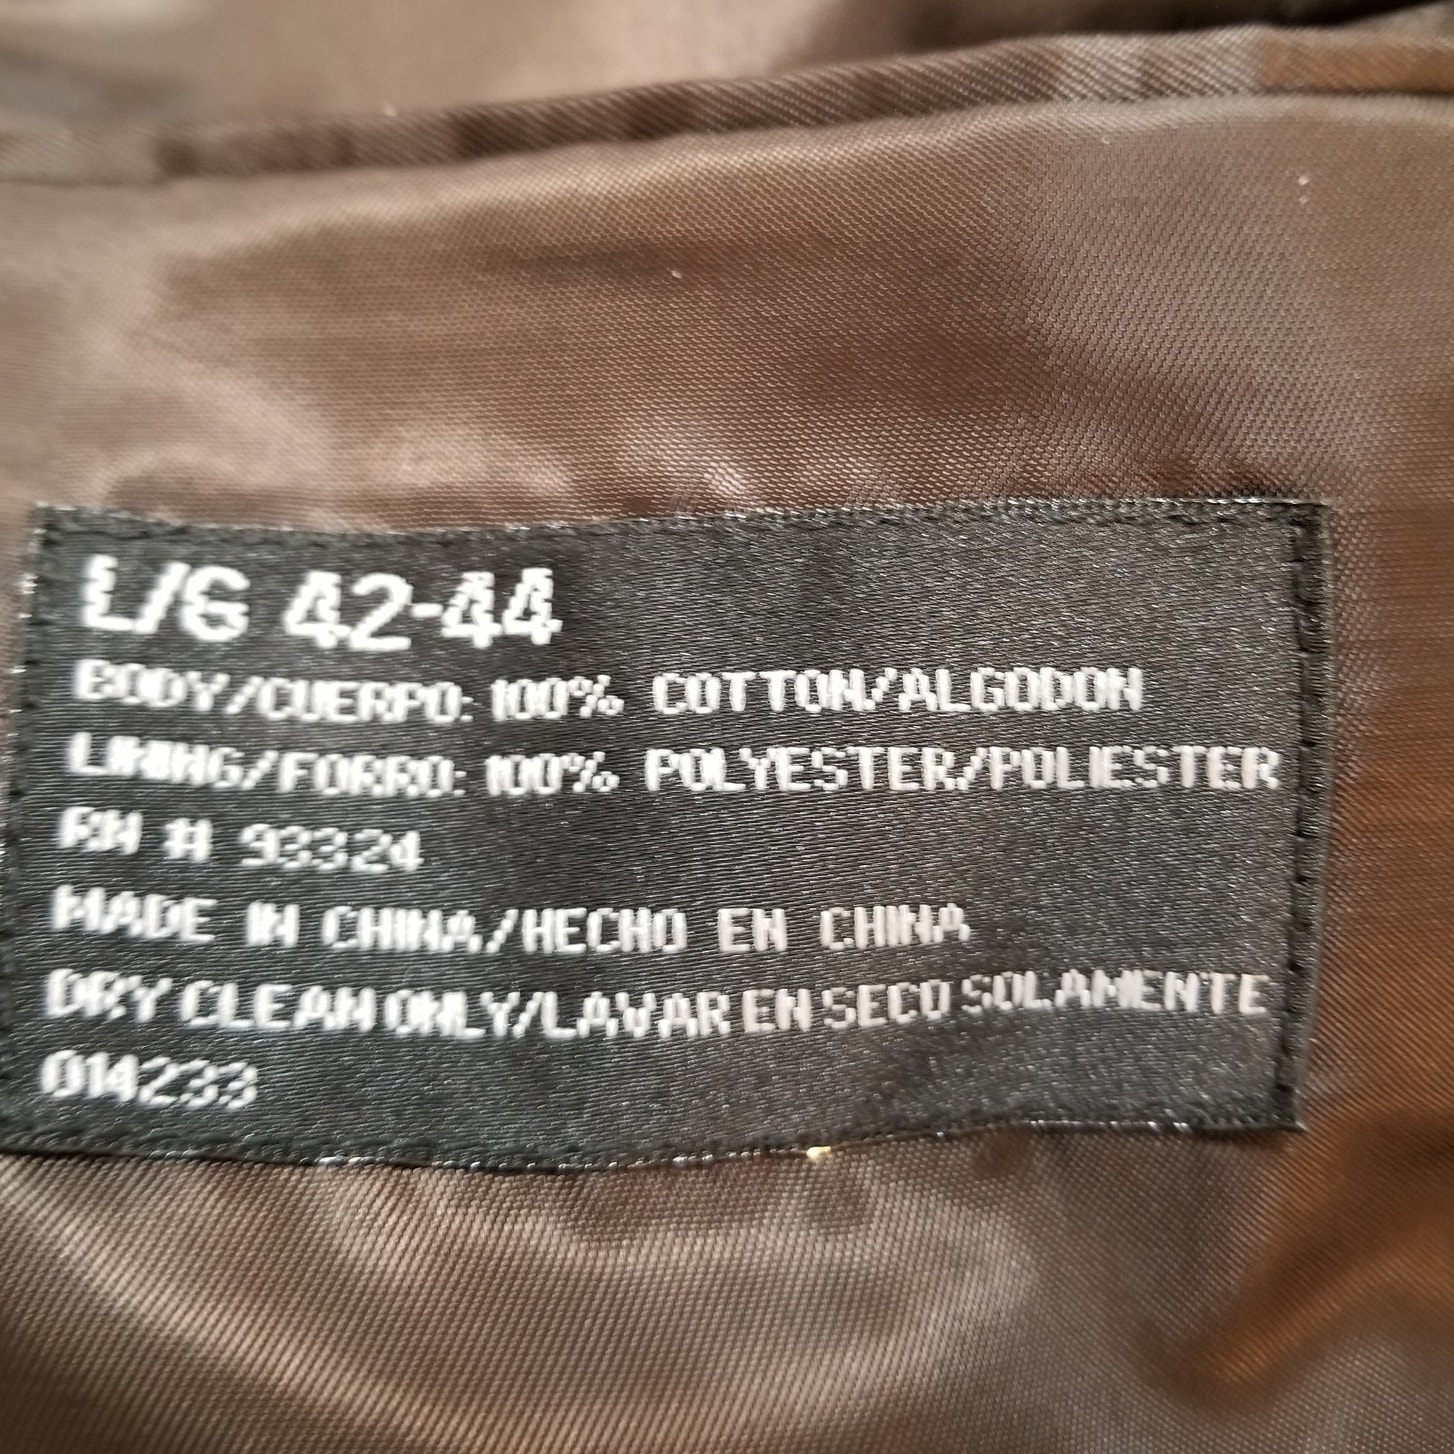 L/G 42-44
BODY/CUERPO: 100% COTTON/ALGODON
LINING/FORRO: 100% POLYESTER/POLIESTER
RN # 93324
MADE IN CHINA/HECHO EN CHINA
DRY CLEAN ONLY/LAVAR EN SECO SOLAMENTE
014233